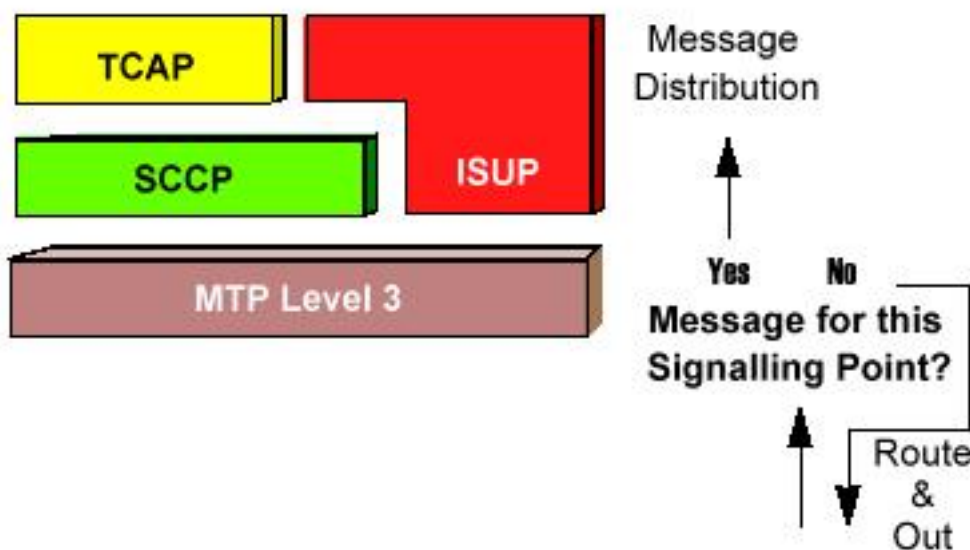 TCAP
ISUP
SCCP
MTP Level 3
Message
Distribution
Yes No
Message for this
Signalling Point?
Route
&
Out